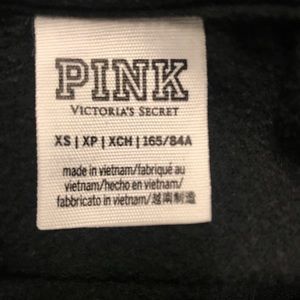 PINK
VICTORIA'S SECRET
XS | XP | XCH | 165/84A
made in vietnam/fabriqué au
vietnam/hecho en vietnam/
fabbricato in vietnam/越南制造